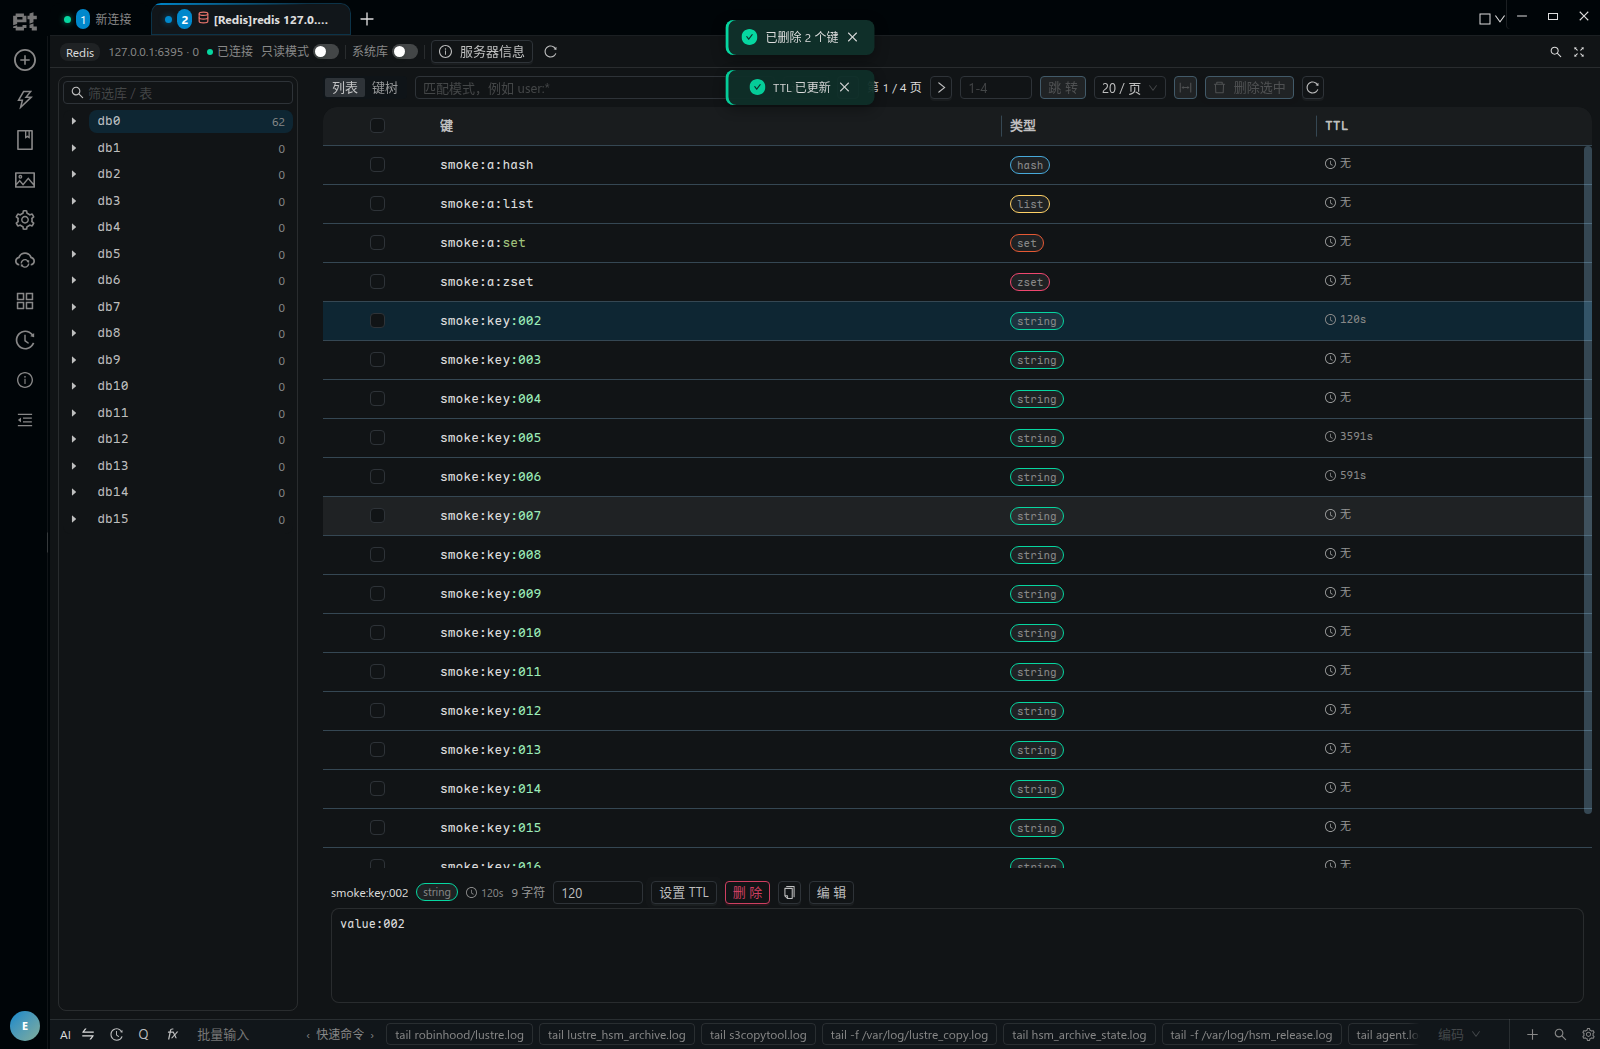 et
1 新连接
2 [Redis]redis 127.0....
Redis 127.0.0.1:6395 · 0 已连接 只读模式 系统库 服务器信息
已删除 2 个键
TTL 已更新
筛选库 / 表
列表 键树 匹配模式，例如 user:* 1 / 4 页 1-4 跳 转 20 / 页 删除选中
db0 62
db1 0
db2 0
db3 0
db4 0
db5 0
db6 0
db7 0
db8 0
db9 0
db10 0
db11 0
db12 0
db13 0
db14 0
db15 0
键 类型 TTL
smoke:a:hash hash 无
smoke:a:list list 无
smoke:a:set set 无
smoke:a:zset zset 无
smoke:key:002 string 120s
smoke:key:003 string 无
smoke:key:004 string 无
smoke:key:005 string 3591s
smoke:key:006 string 591s
smoke:key:007 string 无
smoke:key:008 string 无
smoke:key:009 string 无
smoke:key:010 string 无
smoke:key:011 string 无
smoke:key:012 string 无
smoke:key:013 string 无
smoke:key:014 string 无
smoke:key:015 string 无
smoke:key:016 string 无
smoke:key:002 string 120s 9 字符 120 设置 TTL 删 除 编 辑
value:002
E
AI Q fx 批量输入 ‹ 快速命令 › tail robinhood/lustre.log tail lustre_hsm_archive.log tail s3copytool.log tail -f /var/log/lustre_copy.log tail hsm_archive_state.log tail -f /var/log/hsm_release.log tail agent.lo 编码